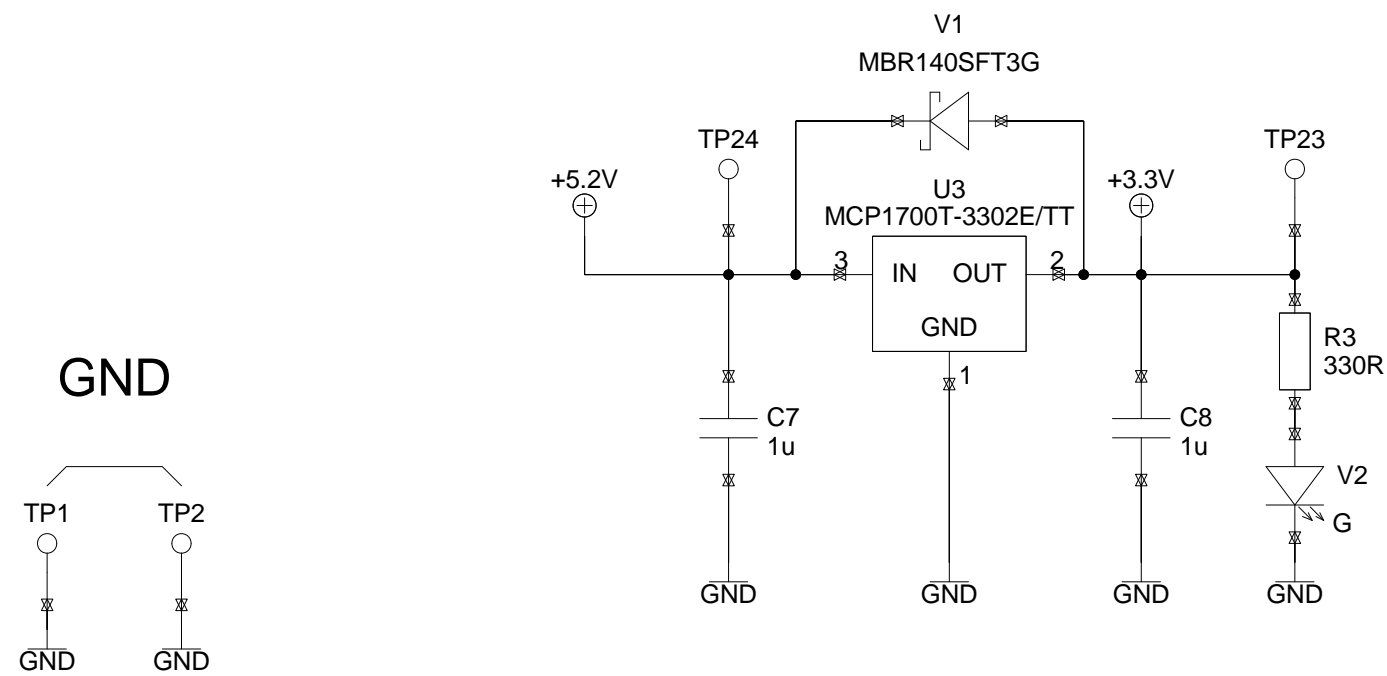 V1
MBR140SFT3G
TP24
TP23
+5.2V
U3
+3.3V
MCP1700T-3302E/TT
3
2
IN
OUT
GND
1
R3
330R
GND
C7
1u
C8
1u
V2
G
TP1
TP2
GND
GND
GND
GND
GND
GND